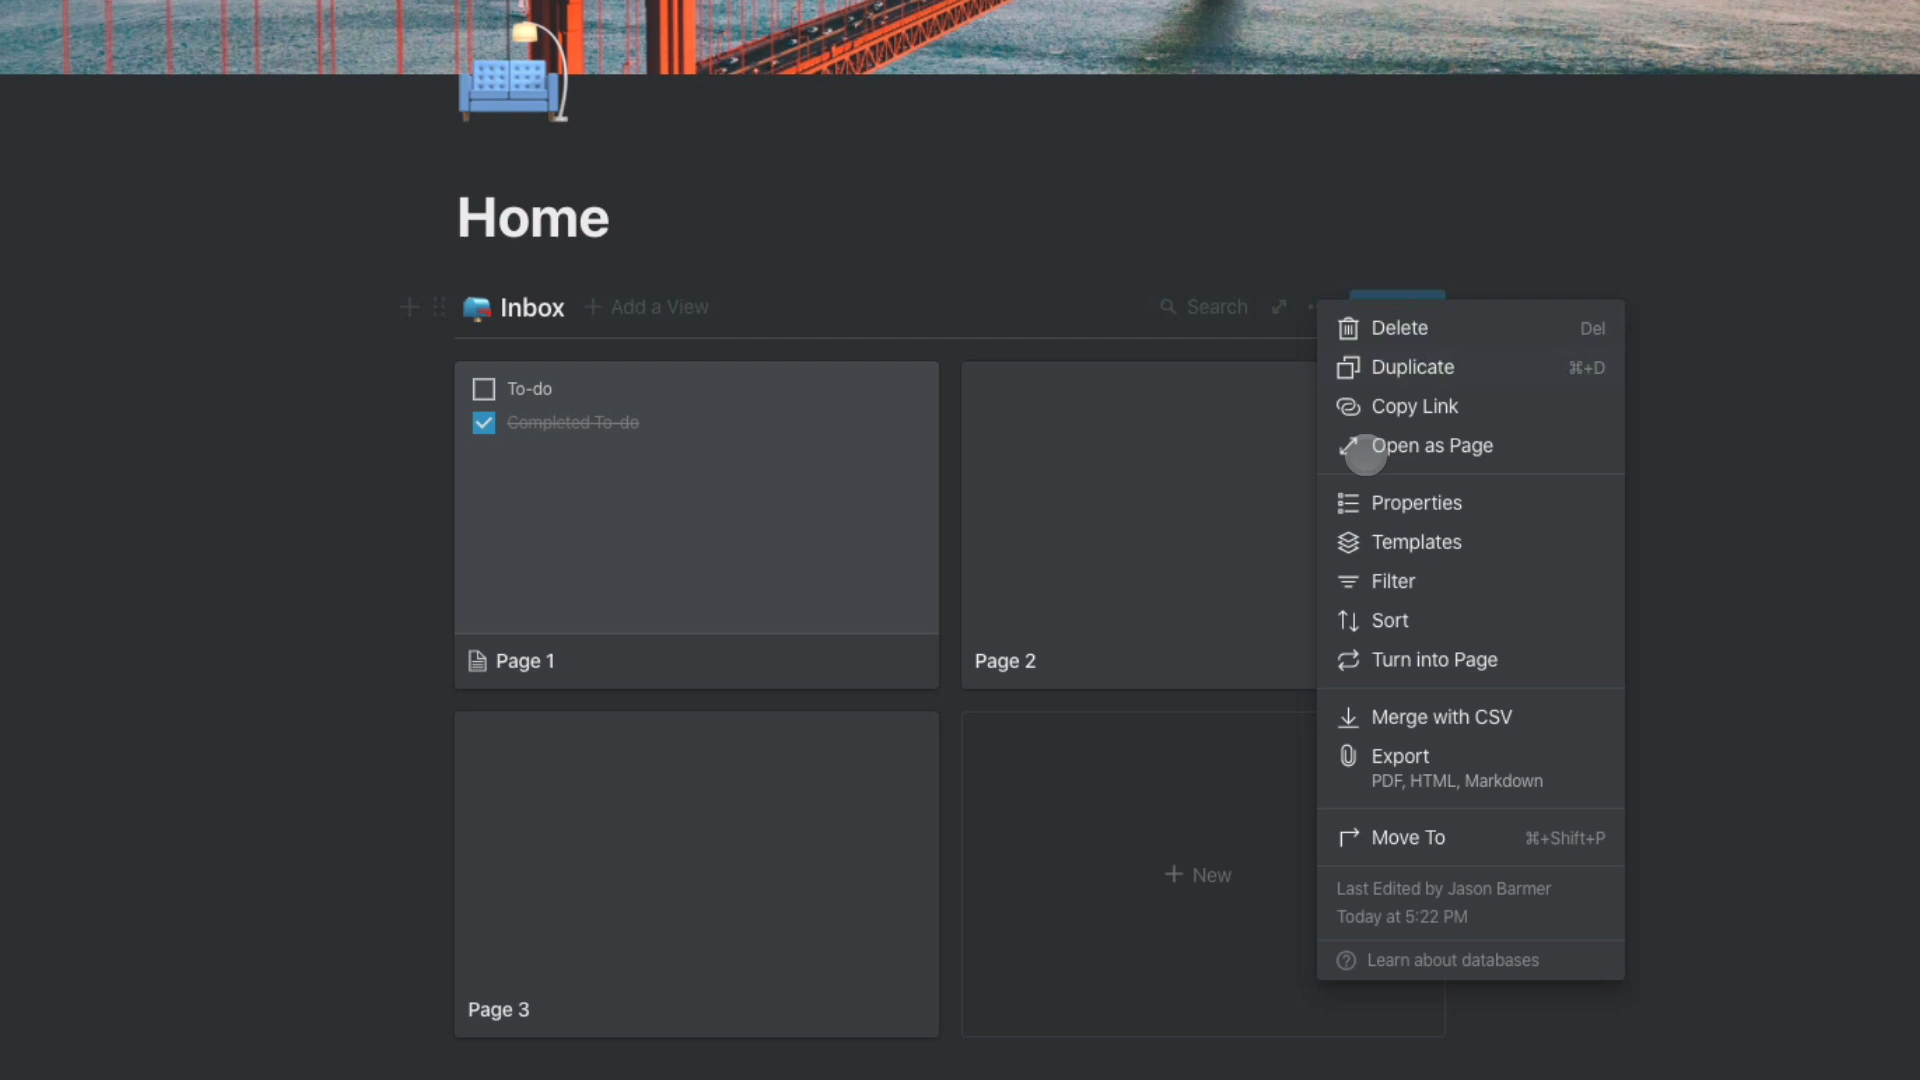 Home
Inbox
Add a View
Search
To-do
Completed To-do
Page 1
Page 2
Page 3
New
Delete Del
Duplicate ⌘+D
Copy Link
Open as Page
Properties
Templates
Filter
Sort
Turn into Page
Merge with CSV
Export
PDF, HTML, Markdown
Move To ⌘+Shift+P
Last Edited by Jason Barmer
Today at 5:22 PM
Learn about databases